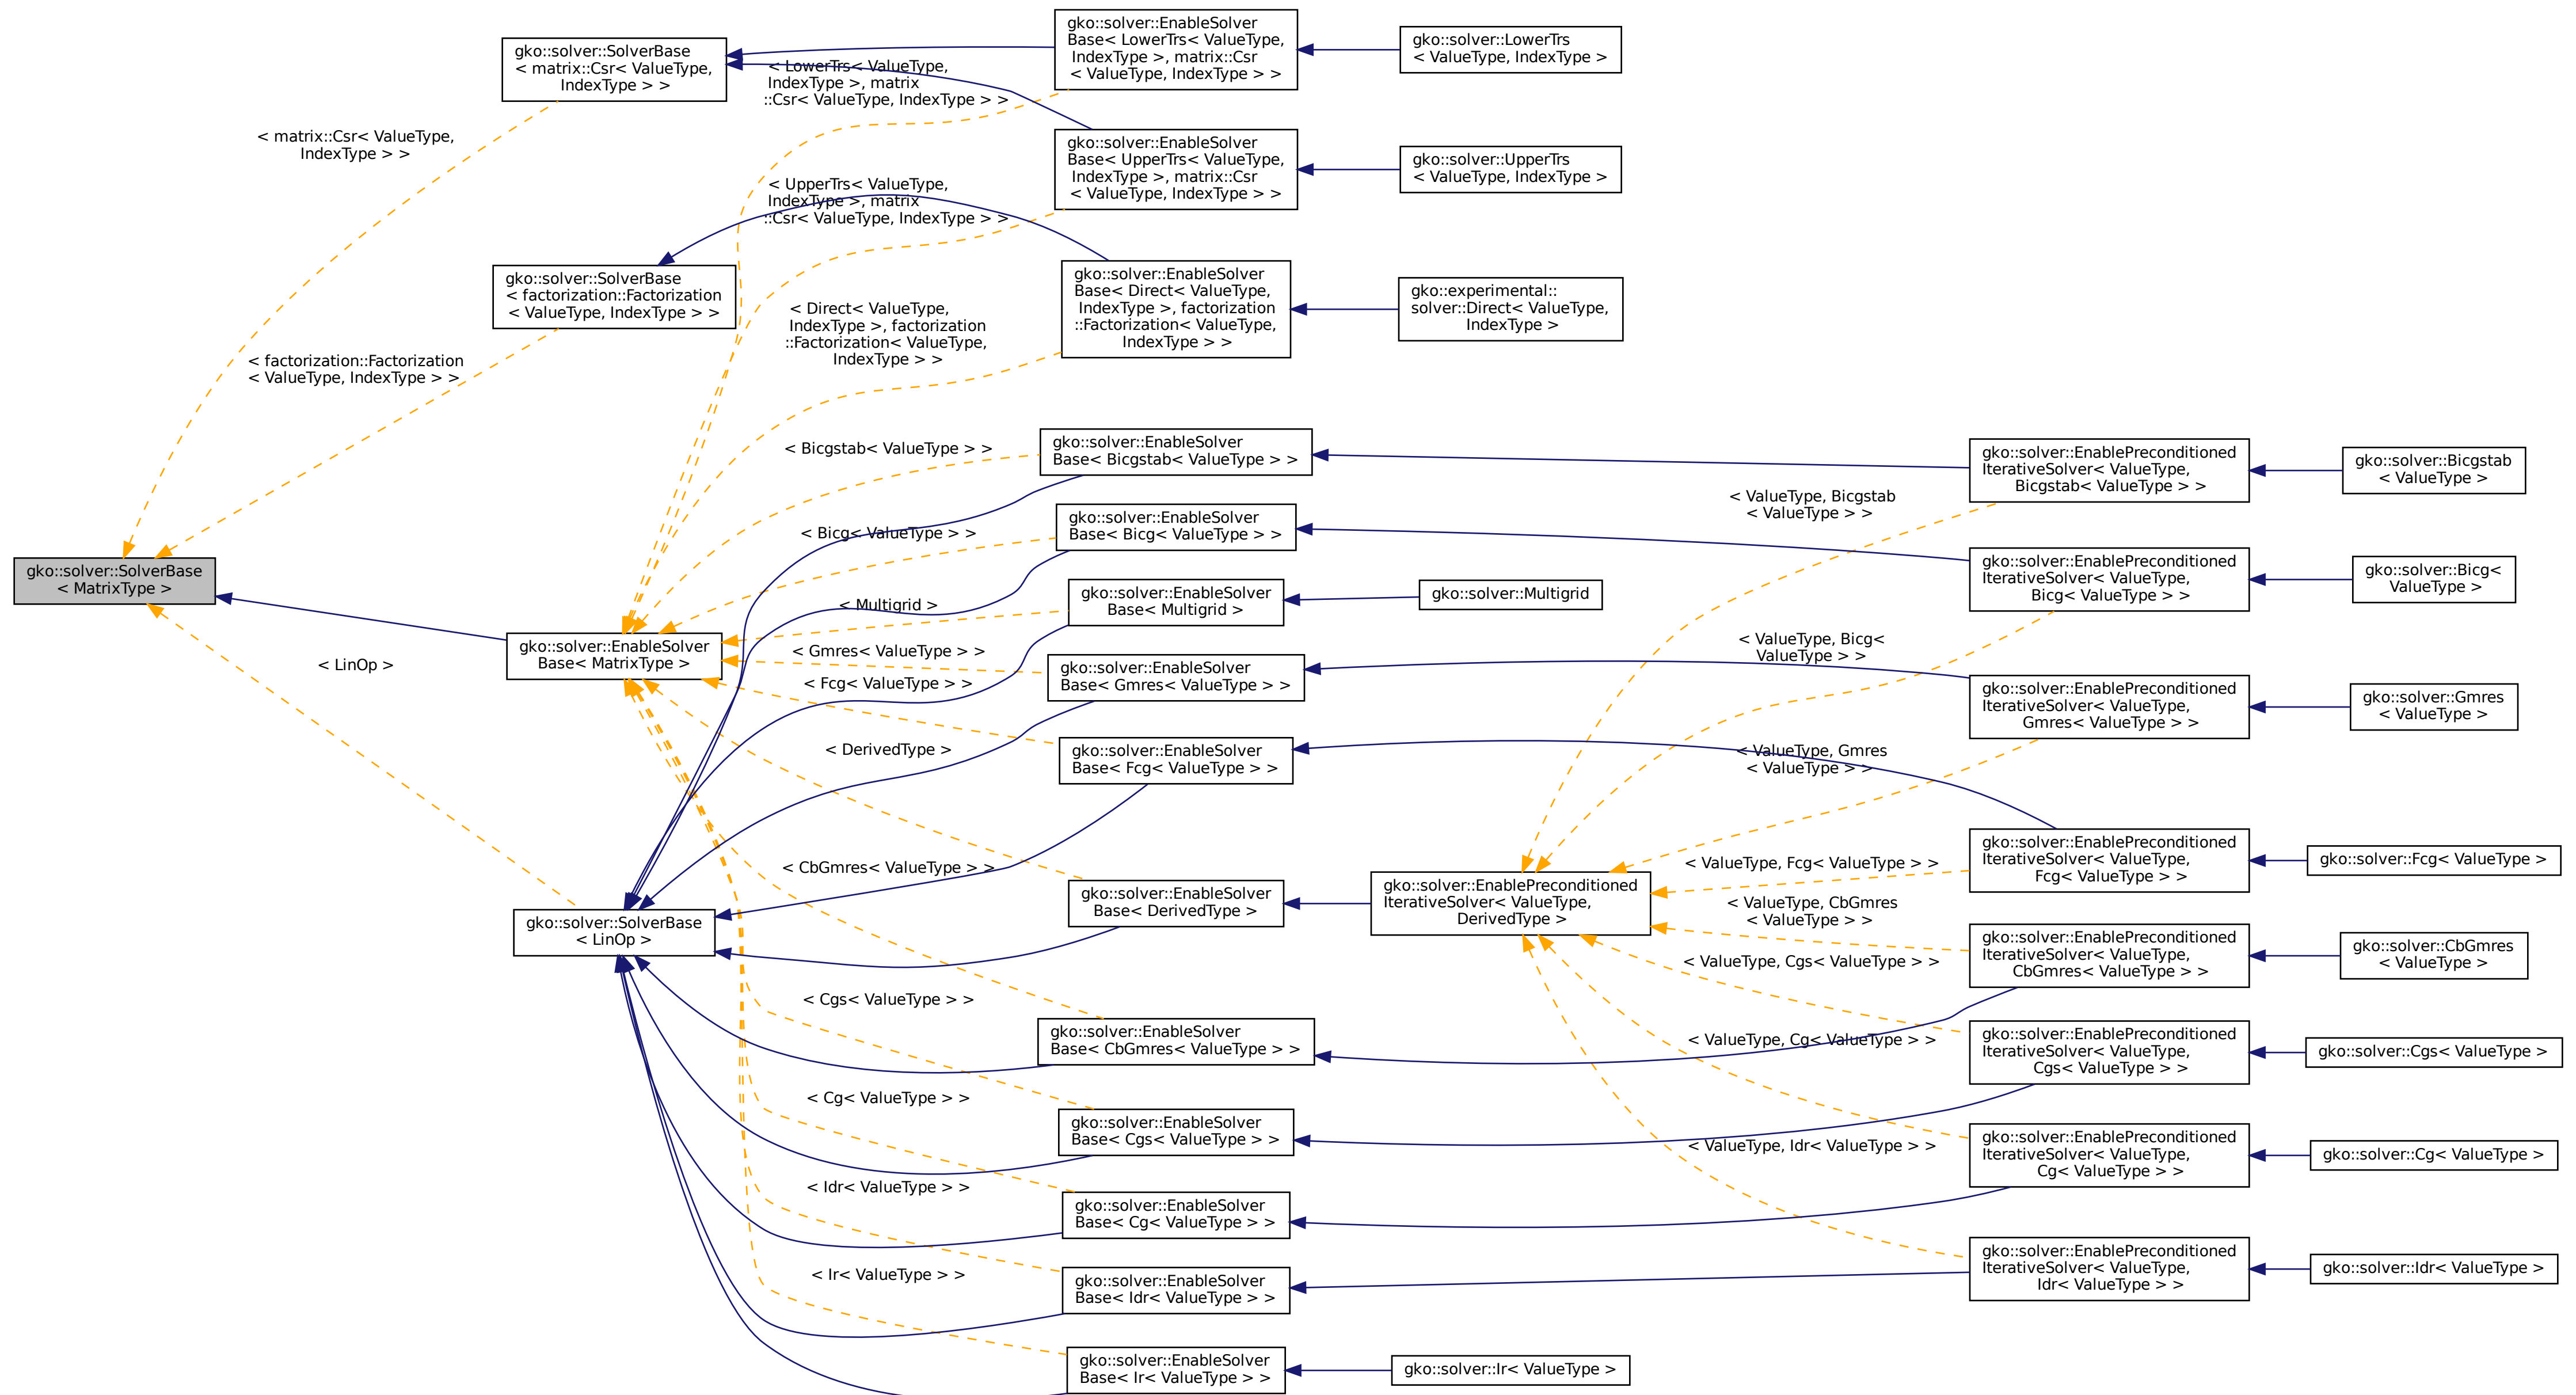 gko::solver::SolverBase
< MatrixType >
< matrix::Csr< ValueType,
IndexType > >
< factorization::Factorization
< ValueType, IndexType > >
< LinOp >
gko::solver::SolverBase
< matrix::Csr< ValueType,
IndexType > >
gko::solver::SolverBase
< factorization::Factorization
< ValueType, IndexType > >
gko::solver::EnableSolver
Base< MatrixType >
gko::solver::SolverBase
< LinOp >
< LowerTrs< ValueType,
IndexType >, matrix
::Csr< ValueType, IndexType > >
< UpperTrs< ValueType,
IndexType >, matrix
::Csr< ValueType, IndexType > >
< Direct< ValueType,
IndexType >, factorization
::Factorization< ValueType,
IndexType > >
< Bicgstab< ValueType > >
< Bicg< ValueType > >
< Multigrid >
< Gmres< ValueType > >
< Fcg< ValueType > >
< DerivedType >
< CbGmres< ValueType > >
< Cgs< ValueType > >
< Cg< ValueType > >
< Idr< ValueType > >
< Ir< ValueType > >
gko::solver::EnableSolver
Base< LowerTrs< ValueType,
IndexType >, matrix::Csr
< ValueType, IndexType > >
gko::solver::EnableSolver
Base< UpperTrs< ValueType,
IndexType >, matrix::Csr
< ValueType, IndexType > >
gko::solver::EnableSolver
Base< Direct< ValueType,
IndexType >, factorization
::Factorization< ValueType,
IndexType > >
gko::solver::EnableSolver
Base< Bicgstab< ValueType > >
gko::solver::EnableSolver
Base< Bicg< ValueType > >
gko::solver::EnableSolver
Base< Multigrid >
gko::solver::EnableSolver
Base< Gmres< ValueType > >
gko::solver::EnableSolver
Base< Fcg< ValueType > >
gko::solver::EnableSolver
Base< DerivedType >
gko::solver::EnableSolver
Base< CbGmres< ValueType > >
gko::solver::EnableSolver
Base< Cgs< ValueType > >
gko::solver::EnableSolver
Base< Cg< ValueType > >
gko::solver::EnableSolver
Base< Idr< ValueType > >
gko::solver::EnableSolver
Base< Ir< ValueType > >
gko::solver::LowerTrs
< ValueType, IndexType >
gko::solver::UpperTrs
< ValueType, IndexType >
gko::experimental::
solver::Direct< ValueType,
IndexType >
gko::solver::Multigrid
gko::solver::EnablePreconditioned
IterativeSolver< ValueType,
DerivedType >
gko::solver::Ir< ValueType >
< ValueType, Bicgstab
< ValueType > >
< ValueType, Bicg<
ValueType > >
< ValueType, Gmres
< ValueType > >
< ValueType, Fcg< ValueType > >
< ValueType, CbGmres
< ValueType > >
< ValueType, Cgs< ValueType > >
< ValueType, Cg< ValueType > >
< ValueType, Idr< ValueType > >
gko::solver::EnablePreconditioned
IterativeSolver< ValueType,
Bicgstab< ValueType > >
gko::solver::EnablePreconditioned
IterativeSolver< ValueType,
Bicg< ValueType > >
gko::solver::EnablePreconditioned
IterativeSolver< ValueType,
Gmres< ValueType > >
gko::solver::EnablePreconditioned
IterativeSolver< ValueType,
Fcg< ValueType > >
gko::solver::EnablePreconditioned
IterativeSolver< ValueType,
CbGmres< ValueType > >
gko::solver::EnablePreconditioned
IterativeSolver< ValueType,
Cgs< ValueType > >
gko::solver::EnablePreconditioned
IterativeSolver< ValueType,
Cg< ValueType > >
gko::solver::EnablePreconditioned
IterativeSolver< ValueType,
Idr< ValueType > >
gko::solver::Bicgstab
< ValueType >
gko::solver::Bicg<
ValueType >
gko::solver::Gmres
< ValueType >
gko::solver::Fcg< ValueType >
gko::solver::CbGmres
< ValueType >
gko::solver::Cgs< ValueType >
gko::solver::Cg< ValueType >
gko::solver::Idr< ValueType >